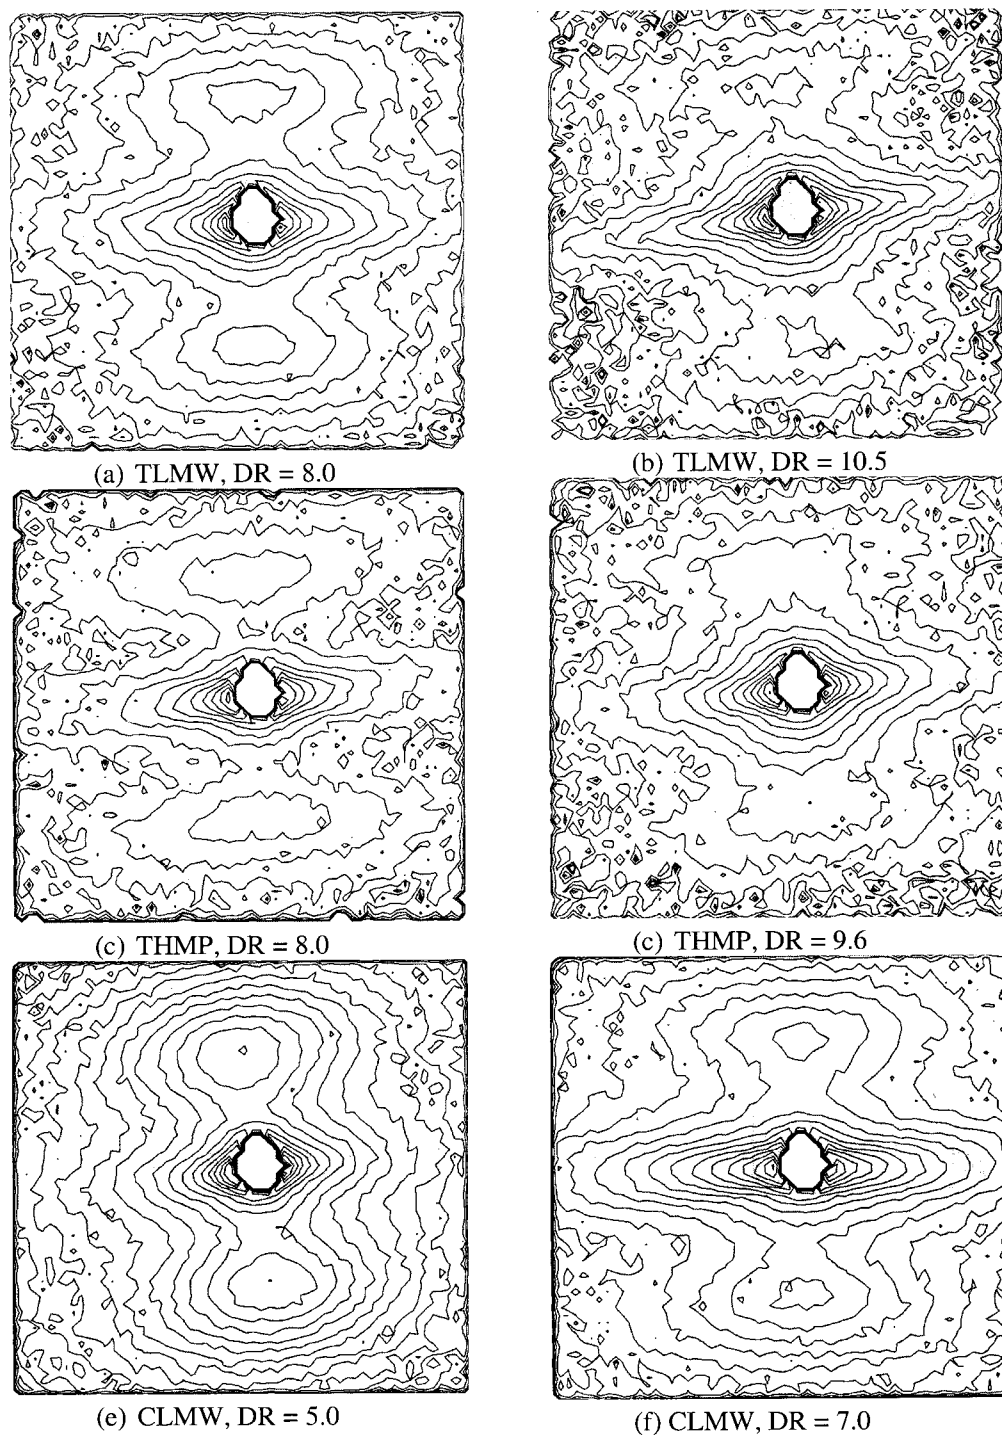 (a) TLMW, DR = 8.0
(b) TLMW, DR = 10.5
(c) THMP, DR = 8.0
(c) THMP, DR = 9.6
(e) CLMW, DR = 5.0
(f) CLMW, DR = 7.0